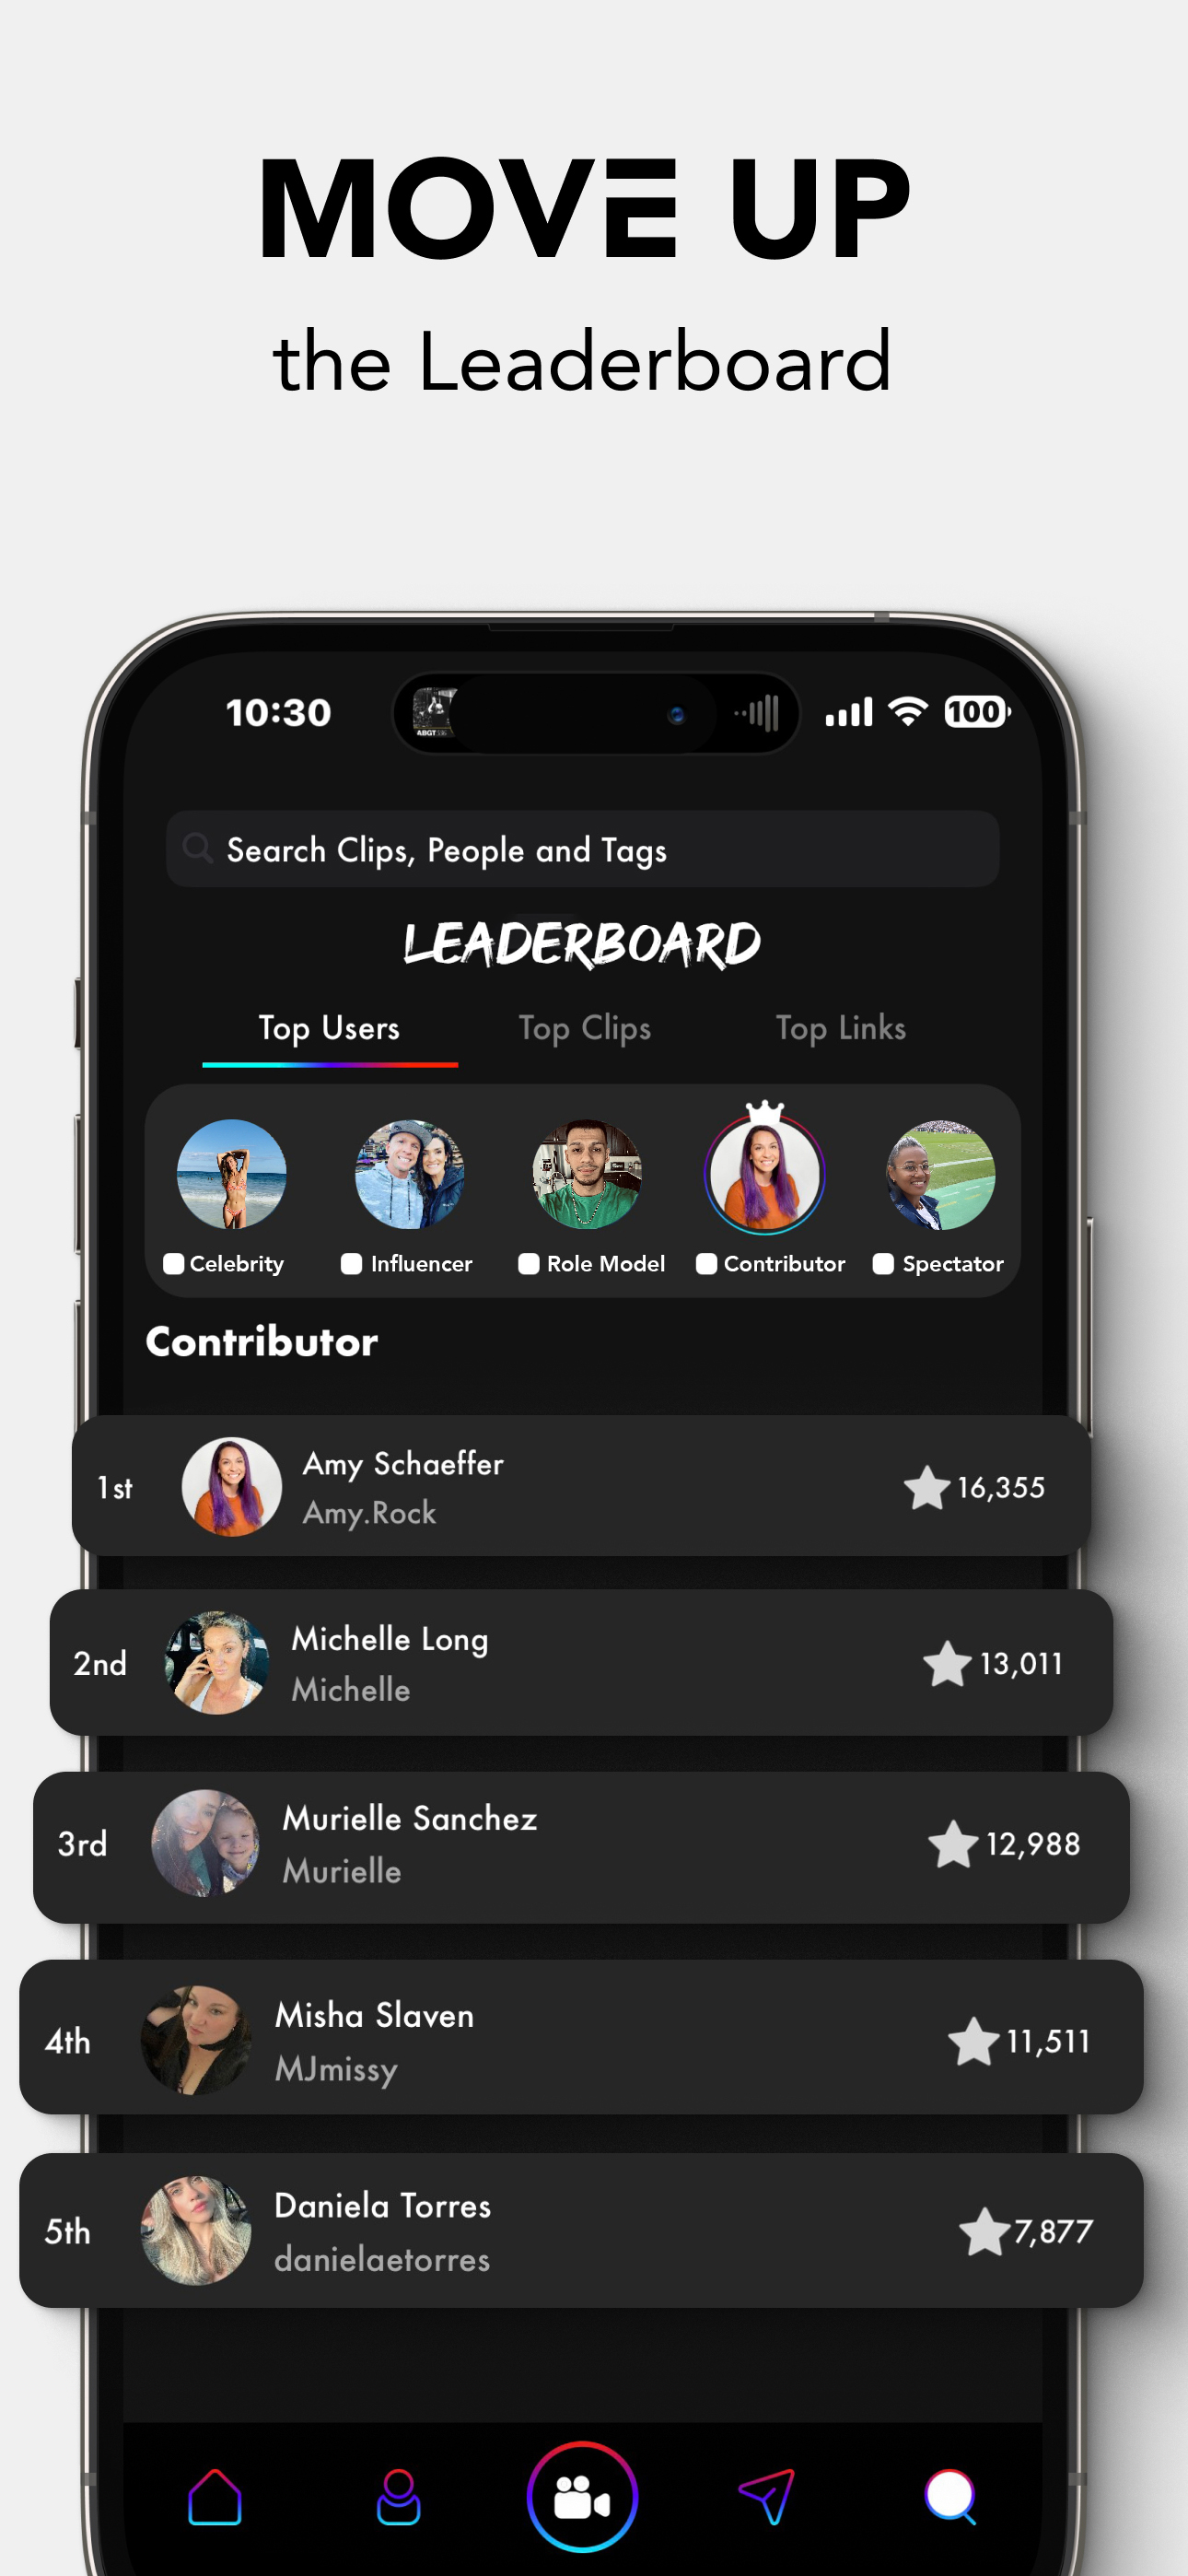 MOVE UP
the Leaderboard
10:30
ABGT
100
Search Clips, People and Tags
LEADERBOARD
Top Users Top Clips Top Links
Celebrity Influencer Role Model Contributor Spectator
Contributor
1st Amy Schaeffer 16,355
Amy.Rock
2nd Michelle Long 13,011
Michelle
3rd Murielle Sanchez 12,988
Murielle
4th Misha Slaven 11,511
MJmissy
5th Daniela Torres 7,877
danielaetorres